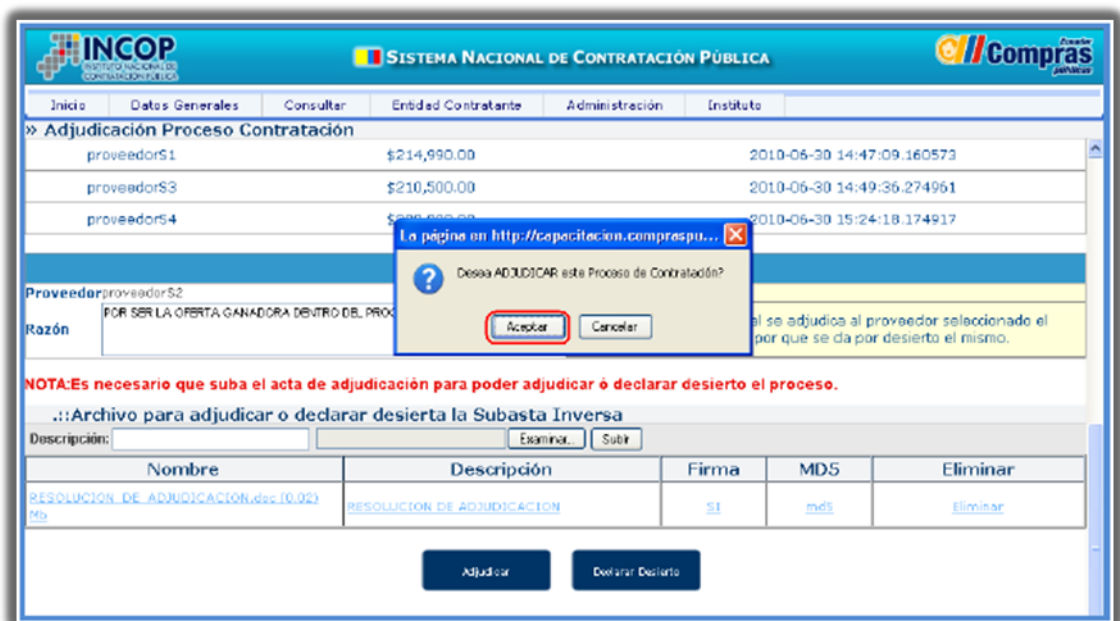 INCOP
INSTITUTO NACIONAL DE
CONTRATACIÓN PÚBLICA
SISTEMA NACIONAL DE CONTRATACIÓN PÚBLICA
Ecuador
Compras
públicas
Inicio Datos Generales Consultar Entidad Contratante Administración Instituto
» Adjudicación Proceso Contratación
proveedorS1 $214,990.00 2010-06-30 14:47:09.160573
proveedorS3 $210,500.00 2010-06-30 14:49:36.274961
proveedorS4 2010-06-30 15:24:18.174917
La página en http://capacitacion.compraspu...
Desea ADJUDICAR este Proceso de Contratación?
Aceptar Cancelar
Proveedor proveedorS2
Razón POR SER LA OFERTA GANADORA DENTRO DEL
se adjudica al proveedor seleccionado el
por que se da por desierto el mismo.
NOTA:Es necesario que suba el acta de adjudicación para poder adjudicar ò declarar desierto el proceso.
.::Archivo para adjudicar o declarar desierta la Subasta Inversa
Descripción: Examinar... Subir
Nombre Descripción Firma MD5 Eliminar
RESOLUCION DE ADJUDICACION.doc (0.02) RESOLUCION DE ADJUDICACION SI md5 Eliminar
Mb
Adjudicar Declarar Desierto